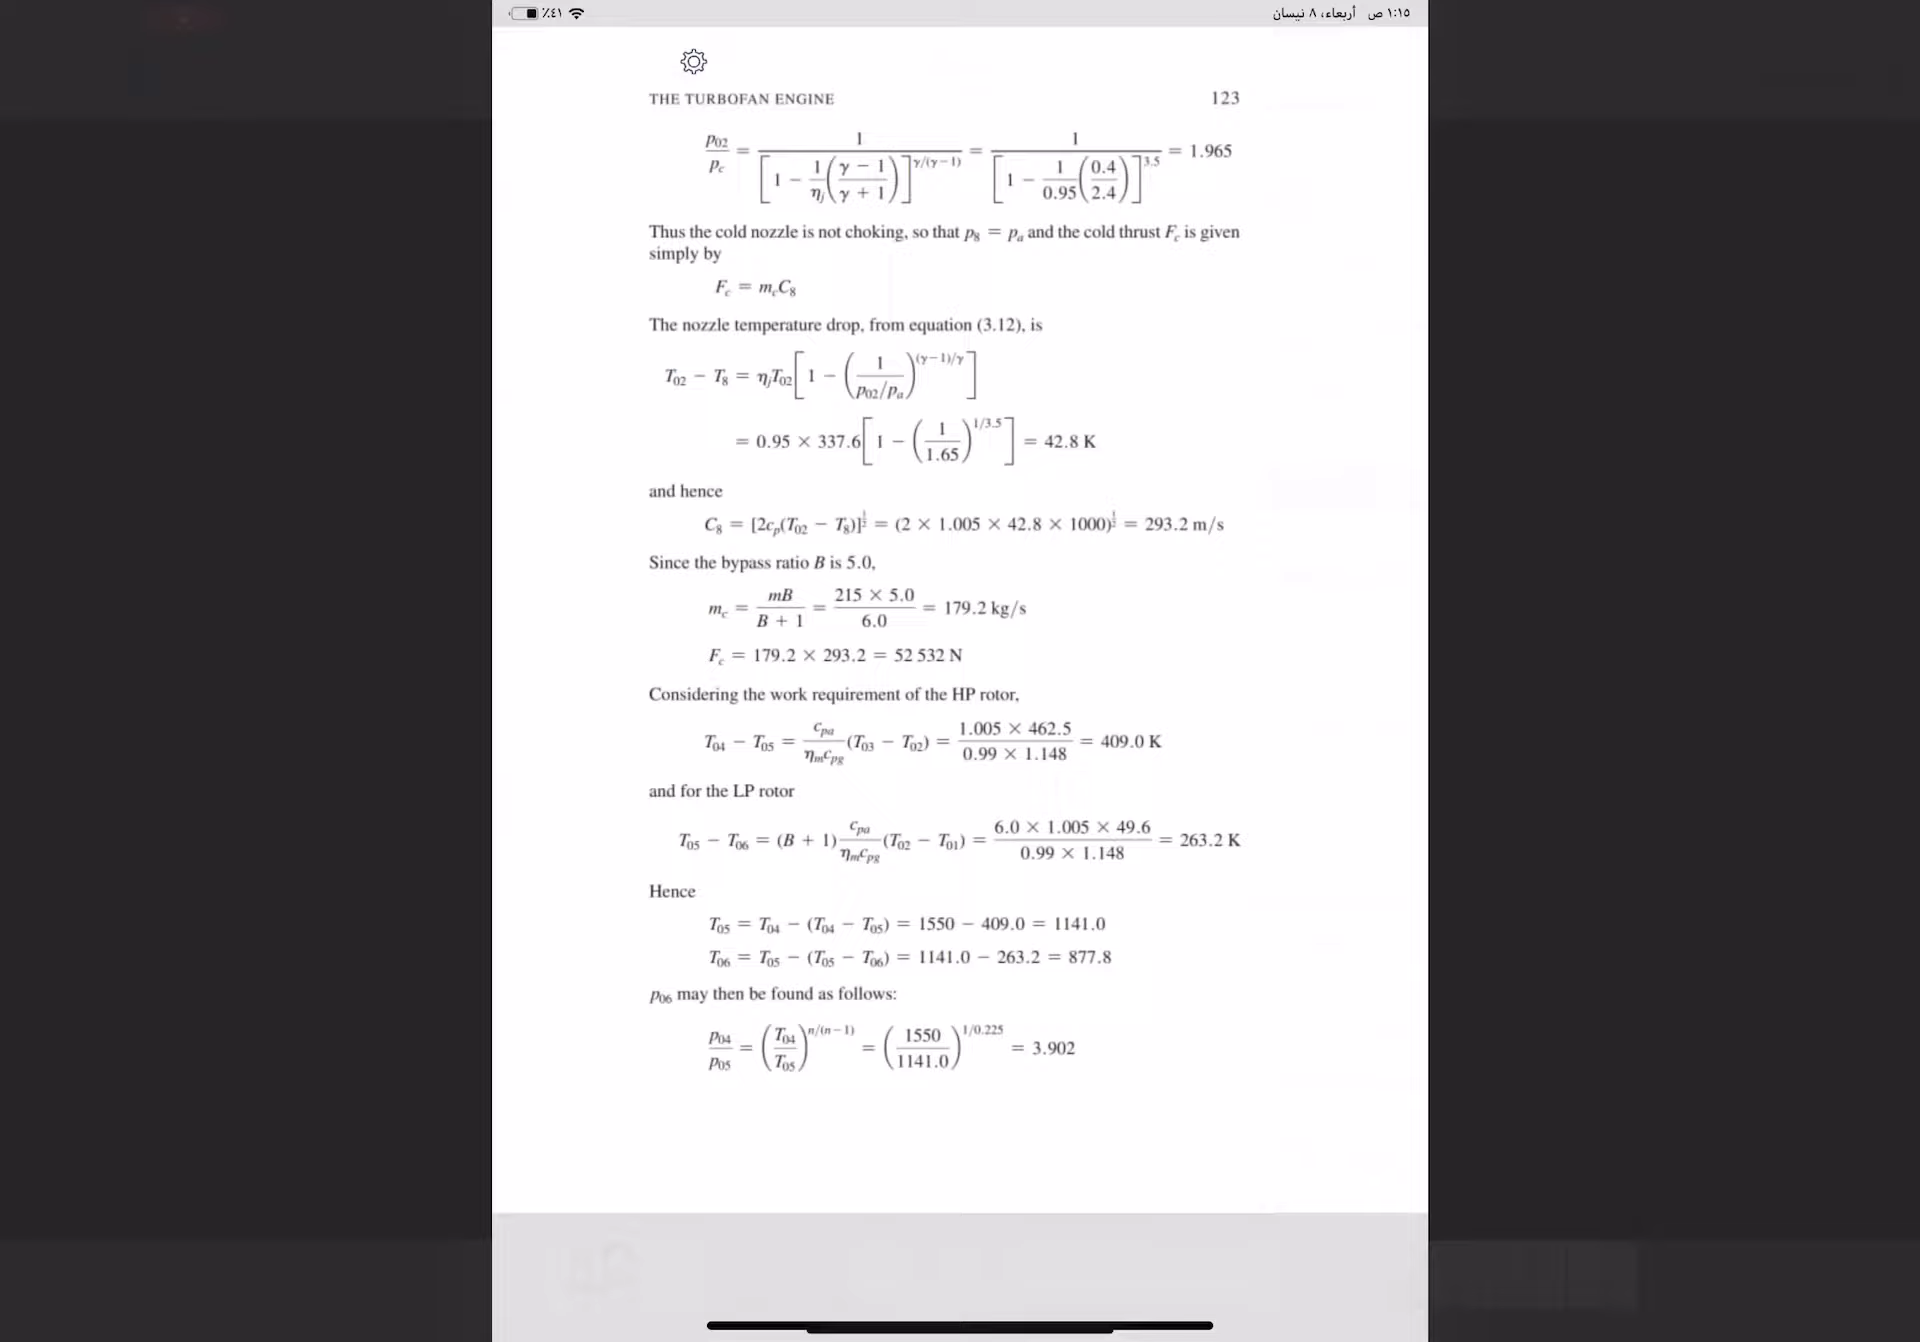 ٪٤١
١:١٥ ص أربعاء، ٨ نيسان
THE TURBOFAN ENGINE 123
p02/pc = 1/[1 − 1/ηj((γ − 1)/(γ + 1))]^γ/(γ−1) = 1/[1 − 1/0.95(0.4/2.4)]^3.5 = 1.965
Thus the cold nozzle is not choking, so that p8 = pa and the cold thrust Fc is given
simply by
Fc = mcC8
The nozzle temperature drop, from equation (3.12), is
T02 − T8 = ηjT02[1 − (1/(p02/pa))^(γ−1)/γ]
= 0.95 × 337.6[1 − (1/1.65)^1/3.5] = 42.8 K
and hence
C8 = [2cp(T02 − T8)]^½ = (2 × 1.005 × 42.8 × 1000)^½ = 293.2 m/s
Since the bypass ratio B is 5.0,
mc = mB/(B + 1) = (215 × 5.0)/6.0 = 179.2 kg/s
Fc = 179.2 × 293.2 = 52 532 N
Considering the work requirement of the HP rotor,
T04 − T05 = cpa/(ηmcpg)(T03 − T02) = (1.005 × 462.5)/(0.99 × 1.148) = 409.0 K
and for the LP rotor
T05 − T06 = (B + 1)cpa/(ηmcpg)(T02 − T01) = (6.0 × 1.005 × 49.6)/(0.99 × 1.148) = 263.2 K
Hence
T05 = T04 − (T04 − T05) = 1550 − 409.0 = 1141.0
T06 = T05 − (T05 − T06) = 1141.0 − 263.2 = 877.8
p06 may then be found as follows:
p04/p05 = (T04/T05)^n/(n−1) = (1550/1141.0)^1/0.225 = 3.902